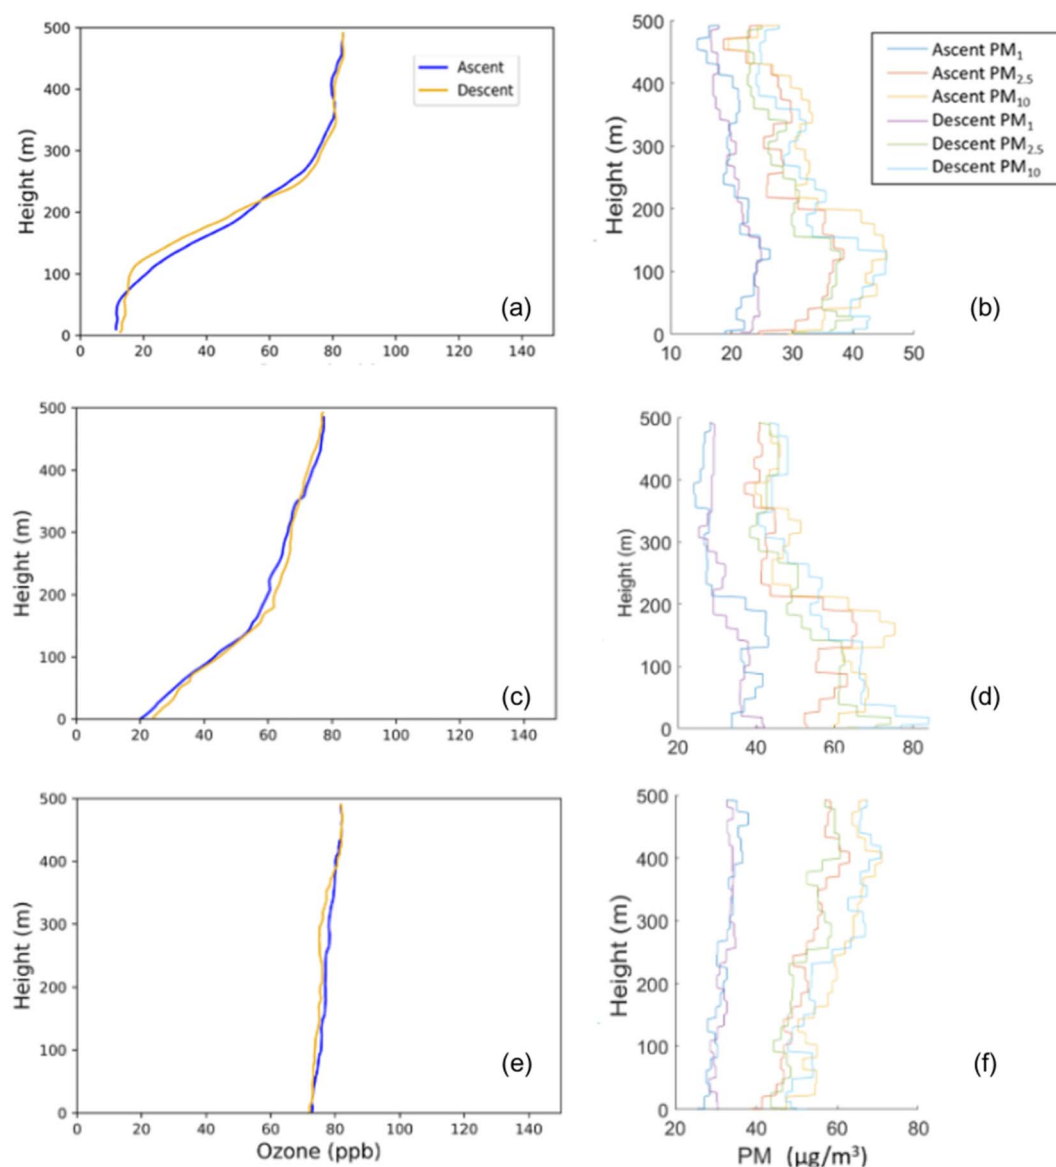 500
400
300
200
100
0
Height (m)
Ascent
Descent
(a)
0 20 40 60 80 100 120 140
500
400
300
200
100
0
Height (m)
Ascent PM₁
Ascent PM₂.₅
Ascent PM₁₀
Descent PM₁
Descent PM₂.₅
Descent PM₁₀
(b)
10 20 30 40 50
500
400
300
200
100
0
Height (m)
(c)
0 20 40 60 80 100 120 140
500
400
300
200
100
0
Height (m)
(d)
20 40 60 80
500
400
300
200
100
0
Height (m)
(e)
0 20 40 60 80 100 120 140
Ozone (ppb)
500
400
300
200
100
0
Height (m)
(f)
20 40 60 80
PM (μg/m³)